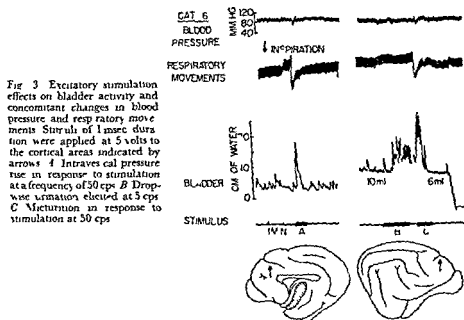 CAT 6
BLOOD
PRESSURE
MM HG
120
80
40
↓ INSPIRATION
RESPIRATORY
MOVEMENTS
Fig 3 Excitatory stimulation
effects on bladder activity and
concomitant changes in blood
pressure and respiratory move
ments Stimuli of 1 msec dura
tion were applied at 5 volts to
the cortical areas indicated by
arrows A Intravesical pressure
rise in response to stimulation
at a frequency of 50 cps B Drop-
wise urination elicited at 5 cps
C Micturition in response to
stimulation at 50 cps
CM OF WATER
10
0
BLADDER
10ml
6ml
STIMULUS
A
B
C